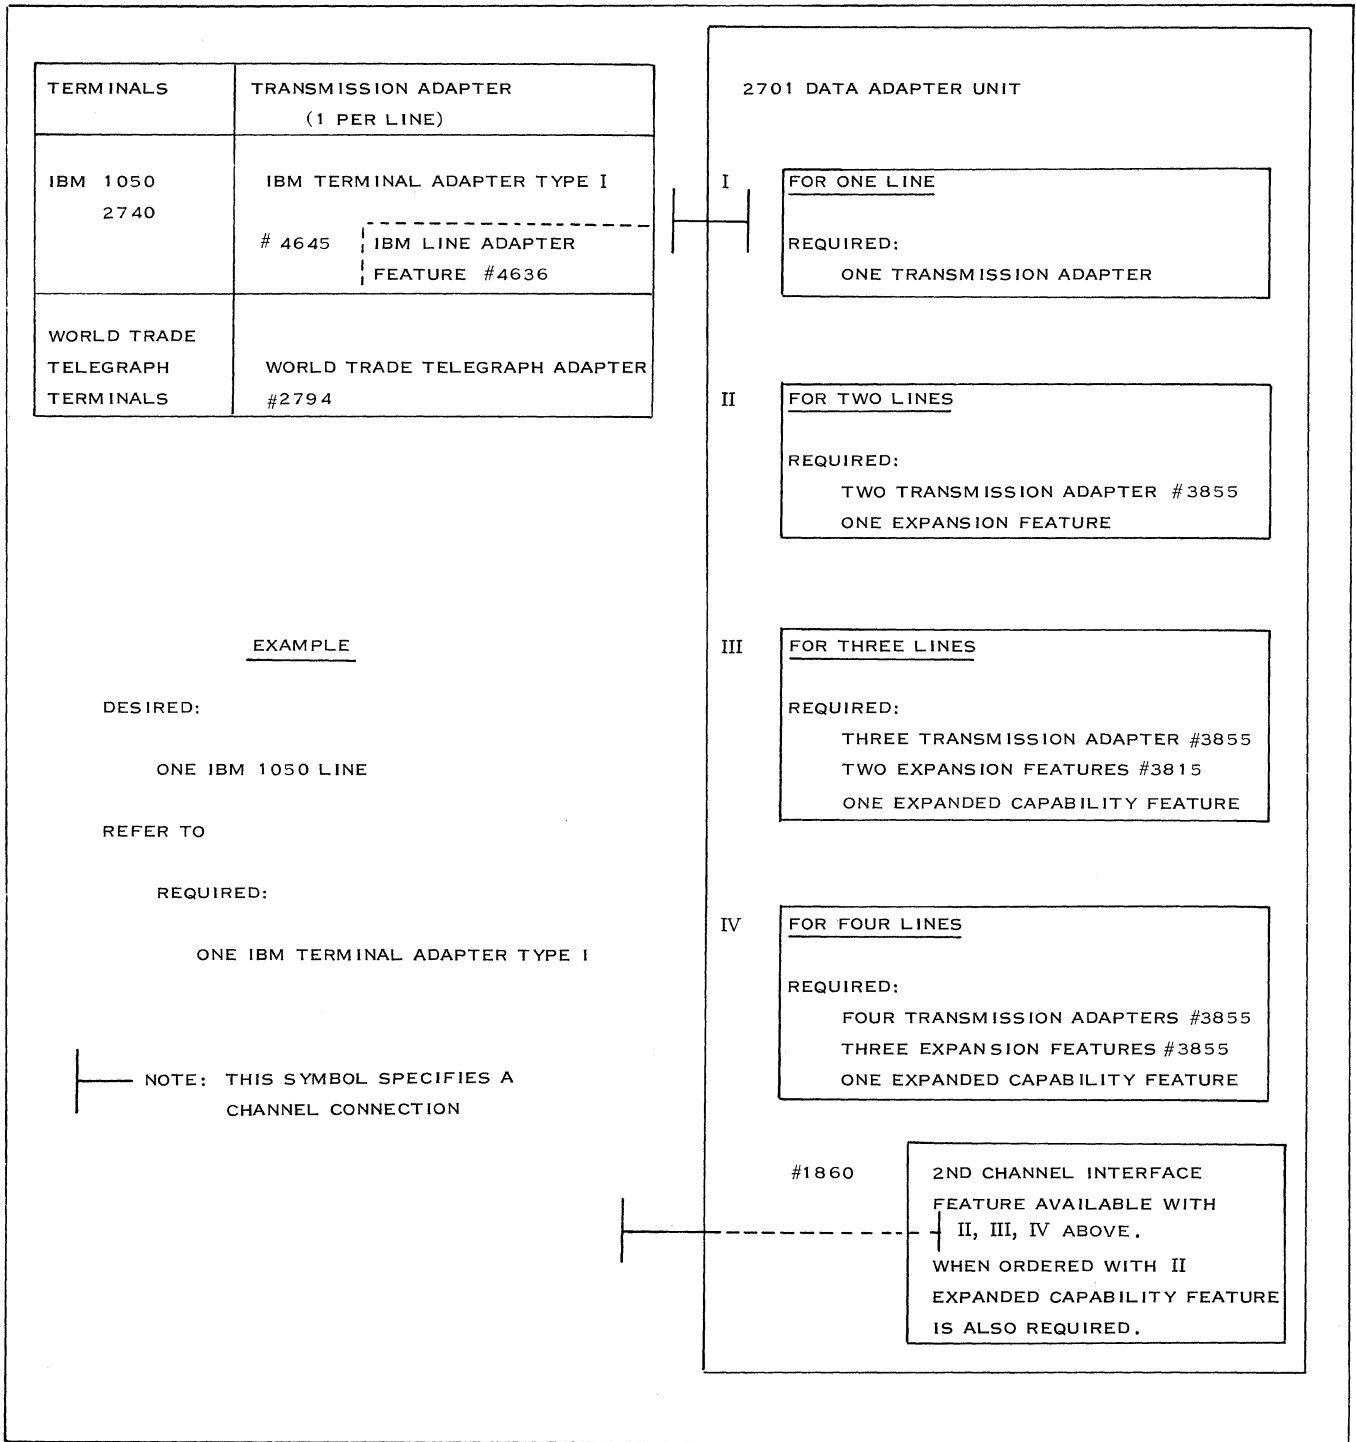 TERMINALS
TRANSMISSION ADAPTER
(1 PER LINE)
IBM 1050
2740
IBM TERMINAL ADAPTER TYPE I
# 4645
IBM LINE ADAPTER
FEATURE #4636
WORLD TRADE
TELEGRAPH
TERMINALS
WORLD TRADE TELEGRAPH ADAPTER
#2794
EXAMPLE
DESIRED:
ONE IBM 1050 LINE
REFER TO
REQUIRED:
ONE IBM TERMINAL ADAPTER TYPE I
NOTE: THIS SYMBOL SPECIFIES A
CHANNEL CONNECTION
2701 DATA ADAPTER UNIT
I
FOR ONE LINE
REQUIRED:
ONE TRANSMISSION ADAPTER
II
FOR TWO LINES
REQUIRED:
TWO TRANSMISSION ADAPTER #3855
ONE EXPANSION FEATURE
III
FOR THREE LINES
REQUIRED:
THREE TRANSMISSION ADAPTER #3855
TWO EXPANSION FEATURES #3815
ONE EXPANDED CAPABILITY FEATURE
IV
FOR FOUR LINES
REQUIRED:
FOUR TRANSMISSION ADAPTERS #3855
THREE EXPANSION FEATURES #3855
ONE EXPANDED CAPABILITY FEATURE
#1860
2ND CHANNEL INTERFACE
FEATURE AVAILABLE WITH
II, III, IV ABOVE.
WHEN ORDERED WITH II
EXPANDED CAPABILITY FEATURE
IS ALSO REQUIRED.